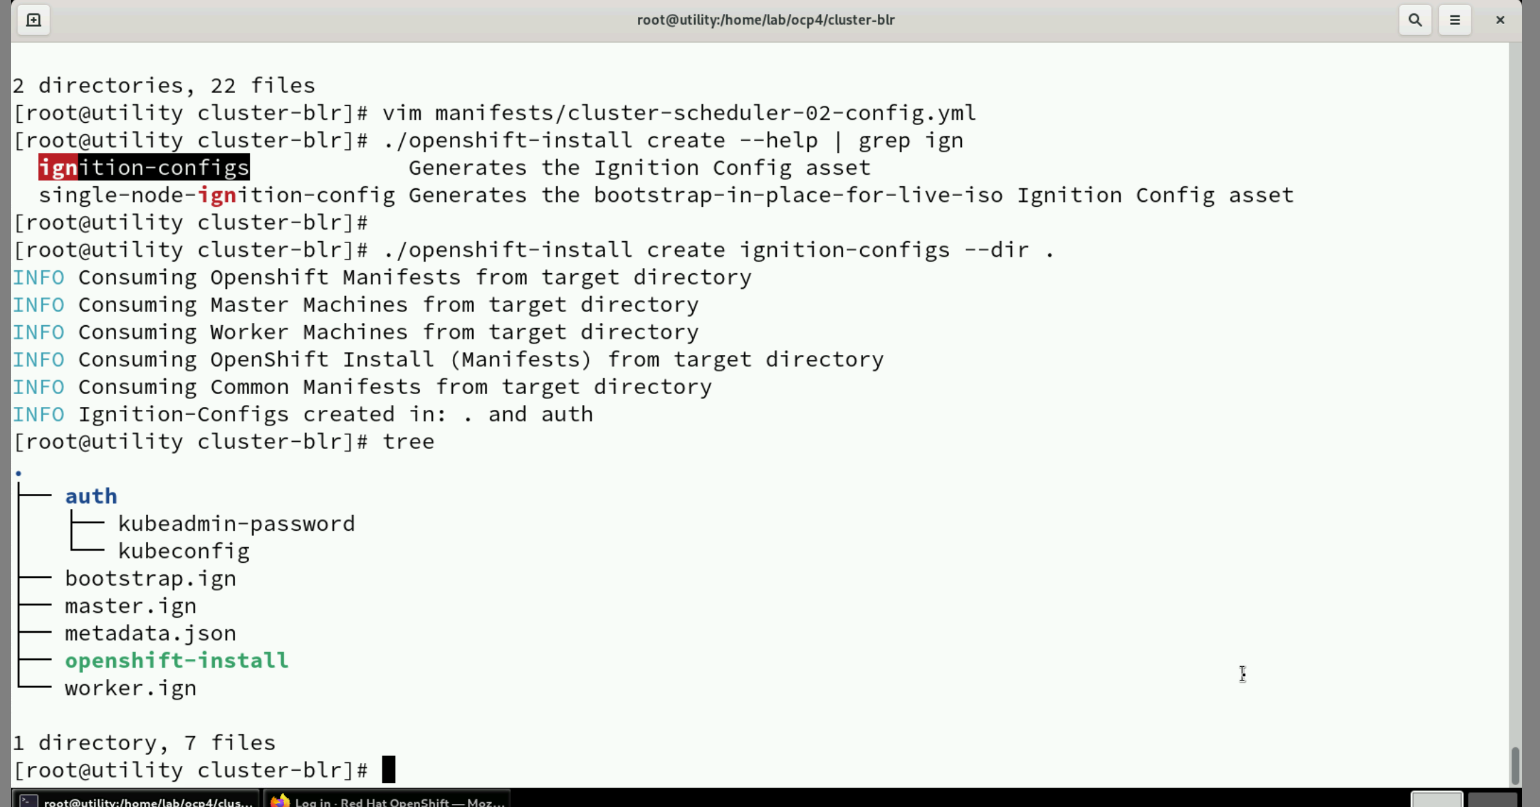 root@utility:/home/lab/ocp4/cluster-blr
2 directories, 22 files
[root@utility cluster-blr]# vim manifests/cluster-scheduler-02-config.yml
[root@utility cluster-blr]# ./openshift-install create --help | grep ign
  ignition-configs            Generates the Ignition Config asset
  single-node-ignition-config Generates the bootstrap-in-place-for-live-iso Ignition Config asset
[root@utility cluster-blr]#
[root@utility cluster-blr]# ./openshift-install create ignition-configs --dir .
INFO Consuming Openshift Manifests from target directory
INFO Consuming Master Machines from target directory
INFO Consuming Worker Machines from target directory
INFO Consuming OpenShift Install (Manifests) from target directory
INFO Consuming Common Manifests from target directory
INFO Ignition-Configs created in: . and auth
[root@utility cluster-blr]# tree
.
├── auth
│   ├── kubeadmin-password
│   └── kubeconfig
├── bootstrap.ign
├── master.ign
├── metadata.json
├── openshift-install
└── worker.ign
1 directory, 7 files
[root@utility cluster-blr]#
root@utility:/home/lab/ocp4/clus...
Log in · Red Hat OpenShift — Moz...